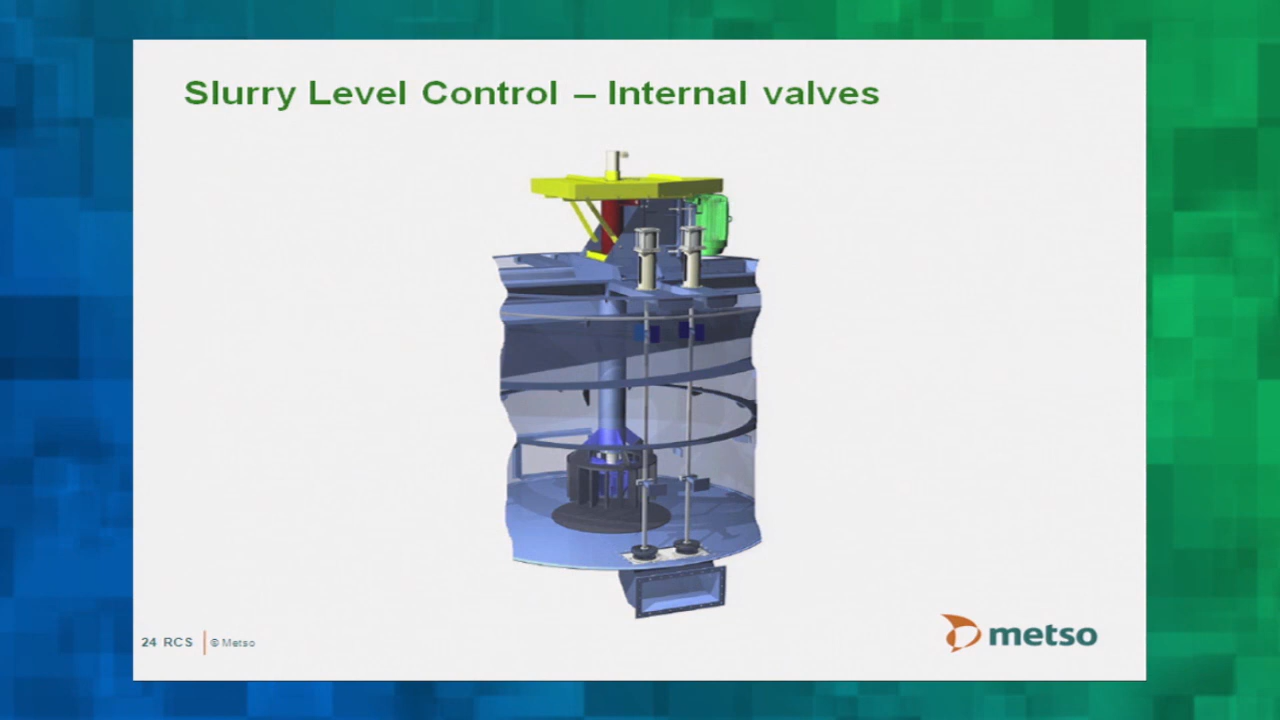 Slurry Level Control – Internal valves
24 RCS © Metso
metso